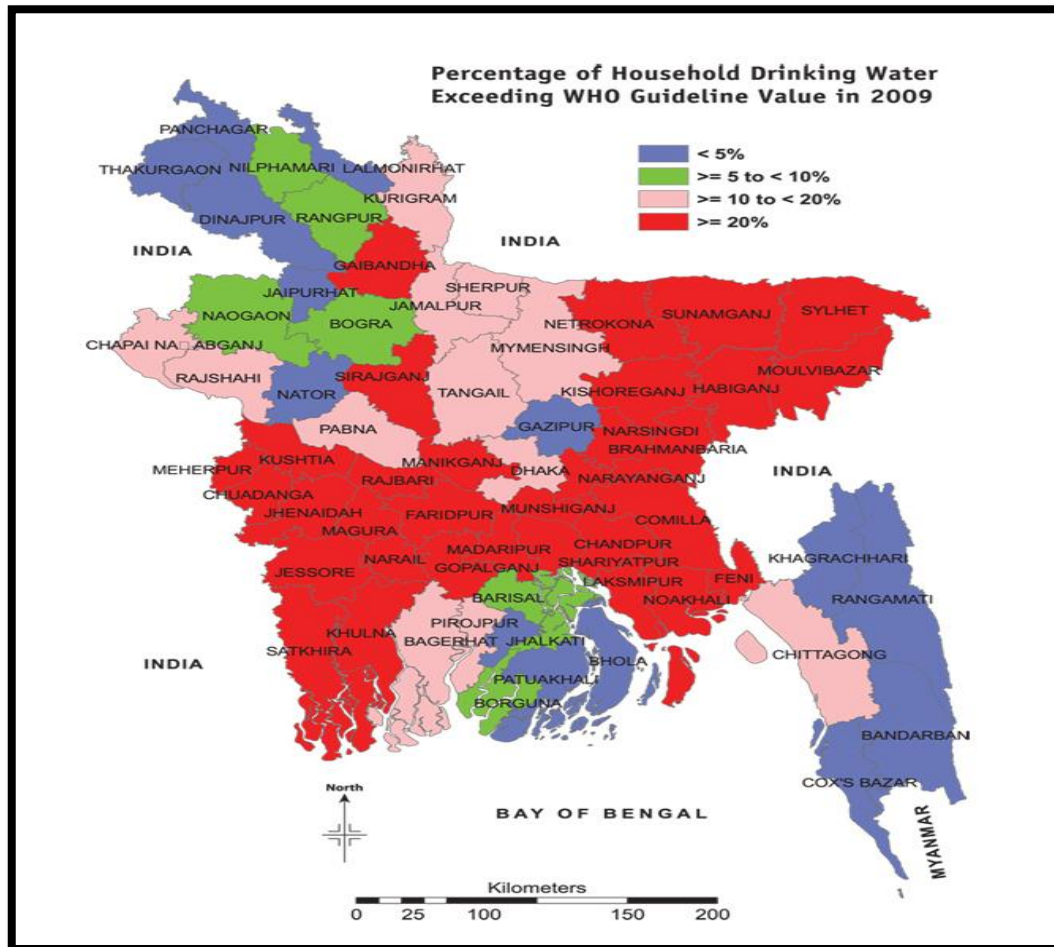 Percentage of Household Drinking Water
Exceeding WHO Guideline Value in 2009
< 5%
>= 5 to < 10%
>= 10 to < 20%
>= 20%
PANCHAGAR
THAKURGAON
NILPHAMARI
LALMONIRHAT
KURIGRAM
DINAJPUR
RANGPUR
INDIA
INDIA
GAIBANDHA
JAIPURHAT
SHERPUR
JAMALPUR
NAOGAON
BOGRA
NETROKONA
SUNAMGANJ
SYLHET
CHAPAI NA□ABGANJ
MYMENSINGH
RAJSHAHI
SIRAJGANJ
MOULVIBAZAR
NATOR
TANGAIL
KISHOREGANJ
HABIGANJ
PABNA
GAZIPUR
NARSINGDI
BRAHMANBARIA
KUSHTIA
MANIKGANJ
DHAKA
MEHERPUR
RAJBARI
NARAYANGANJ
INDIA
CHUADANGA
JHENAIDAH
FARIDPUR
MUNSHIGANJ
COMILLA
MAGURA
NARAIL
MADARIPUR
CHANDPUR
KHAGRACHHARI
JESSORE
GOPALGANJ
SHARIYATPUR
LAKSMIPUR
FENI
BARISAL
NOAKHALI
RANGAMATI
PIROJPUR
KHULNA
BAGERHAT
JHALKATI
SATKHIRA
INDIA
BHOLA
CHITTAGONG
PATUAKHALI
BORGUNA
BANDARBAN
COX'S BAZAR
North
BAY OF BENGAL
MYANMAR
Kilometers
0 25 100 150 200